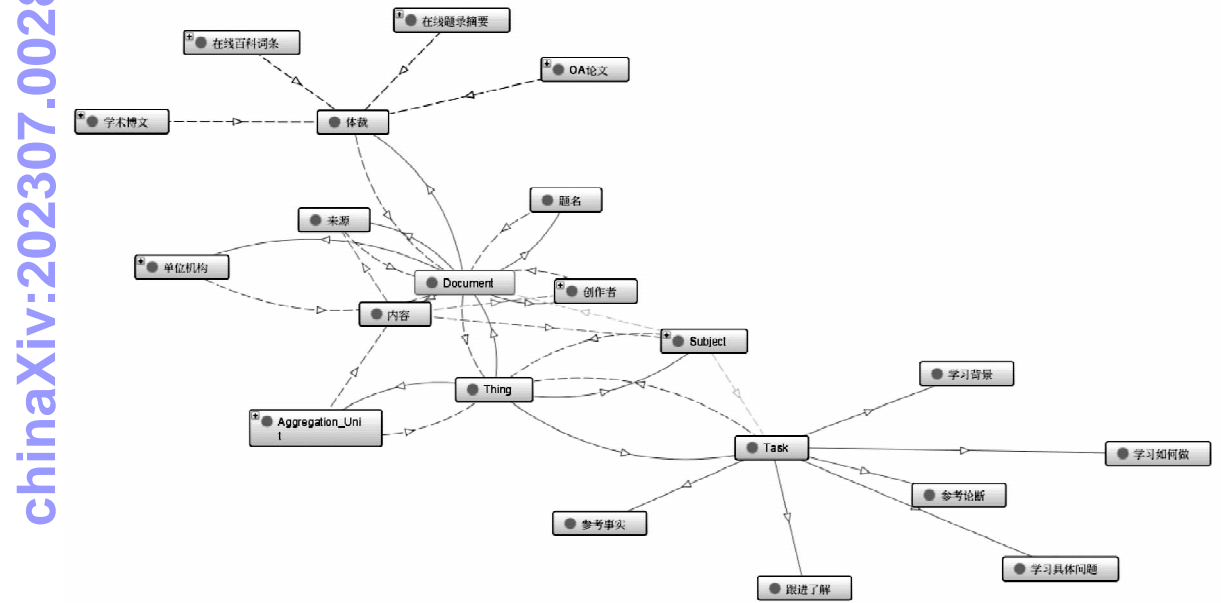 chinaXiv:202307.0028
在线题录摘要
在线百科词条
OA论文
学术博文
体裁
题名
来源
单位机构
Document
创作者
内容
Subject
学习背景
Thing
Aggregation_Uni
t
Task
学习如何做
参考论断
参考事实
学习具体问题
跟进了解